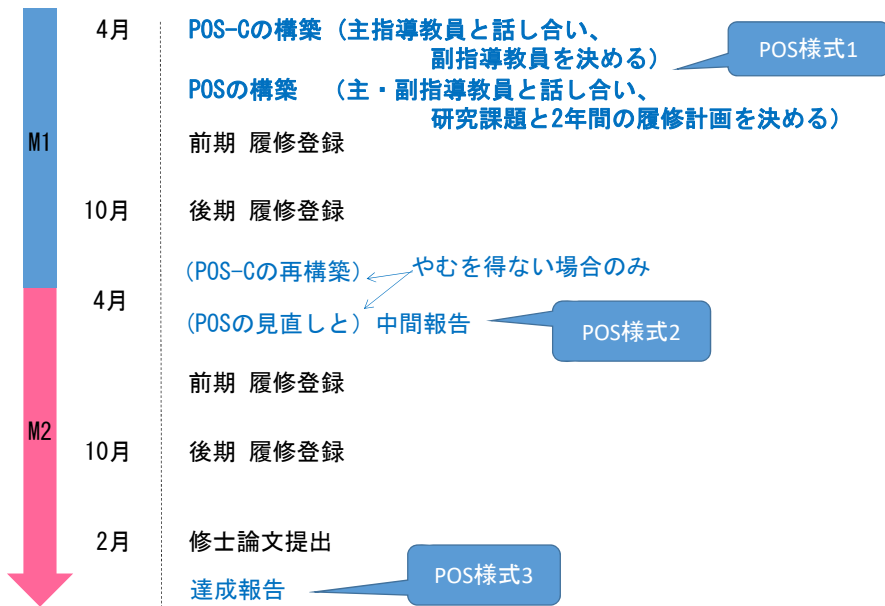 4月
POS-Cの構築（主指導教員と話し合い、
副指導教員を決める）
POS様式1
POSの構築　（主・副指導教員と話し合い、
研究課題と2年間の履修計画を決める）
M1
前期 履修登録
10月
後期 履修登録
(POS-Cの再構築)
やむを得ない場合のみ
4月
(POSの見直しと) 中間報告
POS様式2
前期 履修登録
M2
10月
後期 履修登録
2月
修士論文提出
POS様式3
達成報告